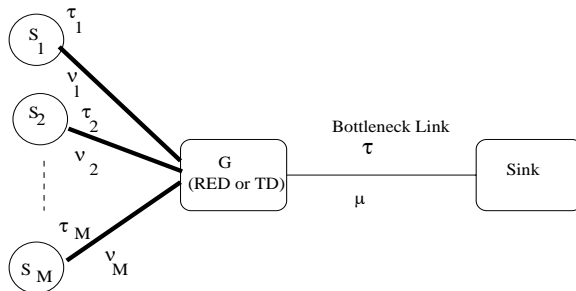 S1
τ1
ν1
S2
τ2
ν2
SM
τM
νM
G
(RED or TD)
Bottleneck Link
τ
μ
Sink